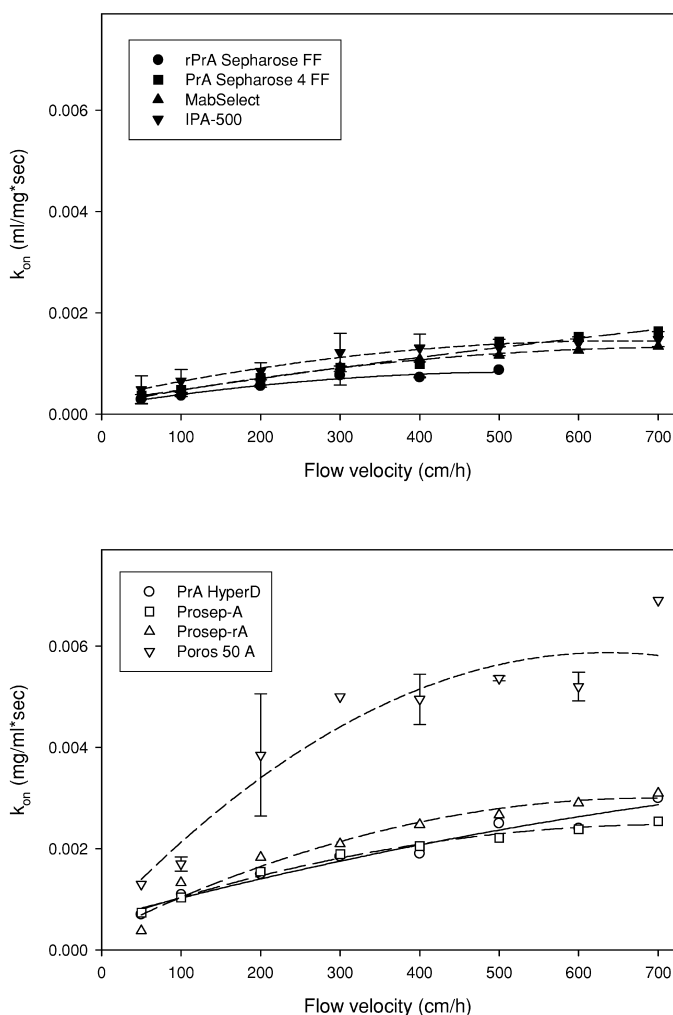 rPrA Sepharose FF
PrA Sepharose 4 FF
MabSelect
IPA-500
0.006
0.004
0.002
0.000
kon (ml/mg*sec)
0 100 200 300 400 500 600 700
Flow velocity (cm/h)
PrA HyperD
Prosep-A
Prosep-rA
Poros 50 A
0.006
0.004
0.002
0.000
kon (mg/ml*sec)
0 100 200 300 400 500 600 700
Flow velocity (cm/h)